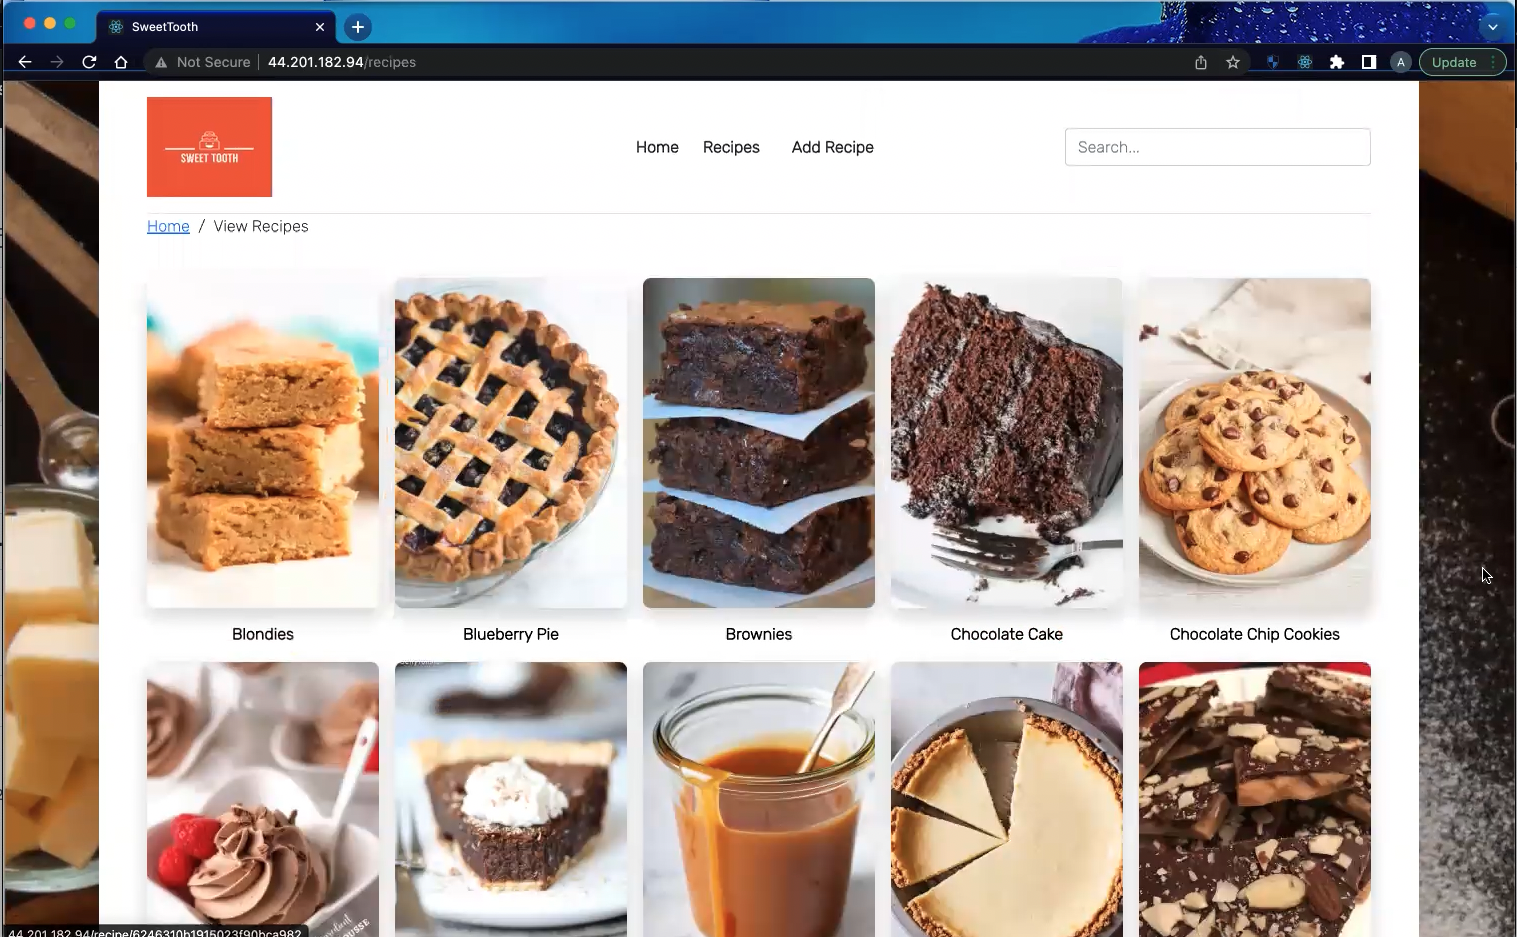 SweetTooth
Not Secure
44.201.182.94/recipes
A
Update
SWEET TOOTH
Home
Recipes
Add Recipe
Search...
Home / View Recipes
Blondies
Blueberry Pie
Brownies
Chocolate Cake
Chocolate Chip Cookies
44.201.182.94/recipe/6246310b1915023f90bca982